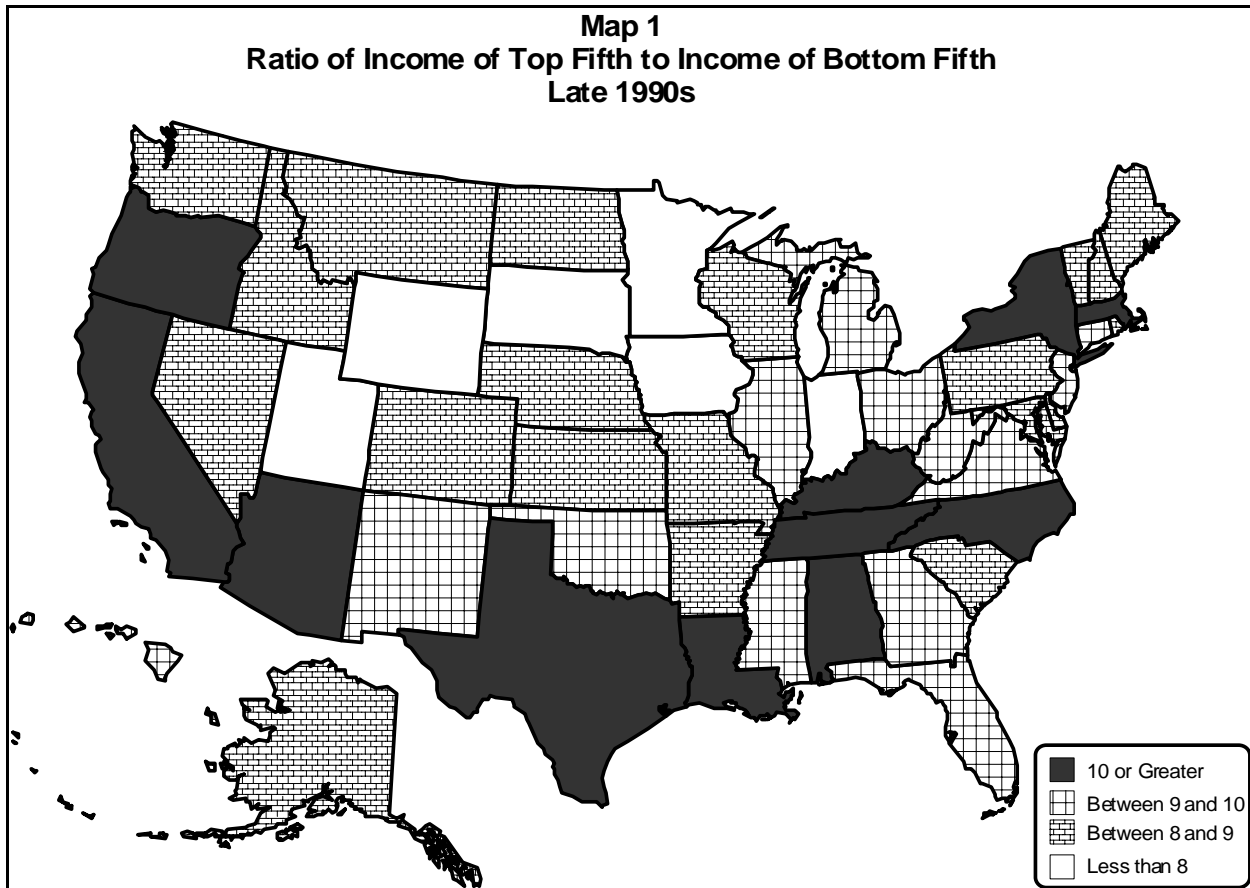 Map 1
Ratio of Income of Top Fifth to Income of Bottom Fifth
Late 1990s
10 or Greater
Between 9 and 10
Between 8 and 9
Less than 8